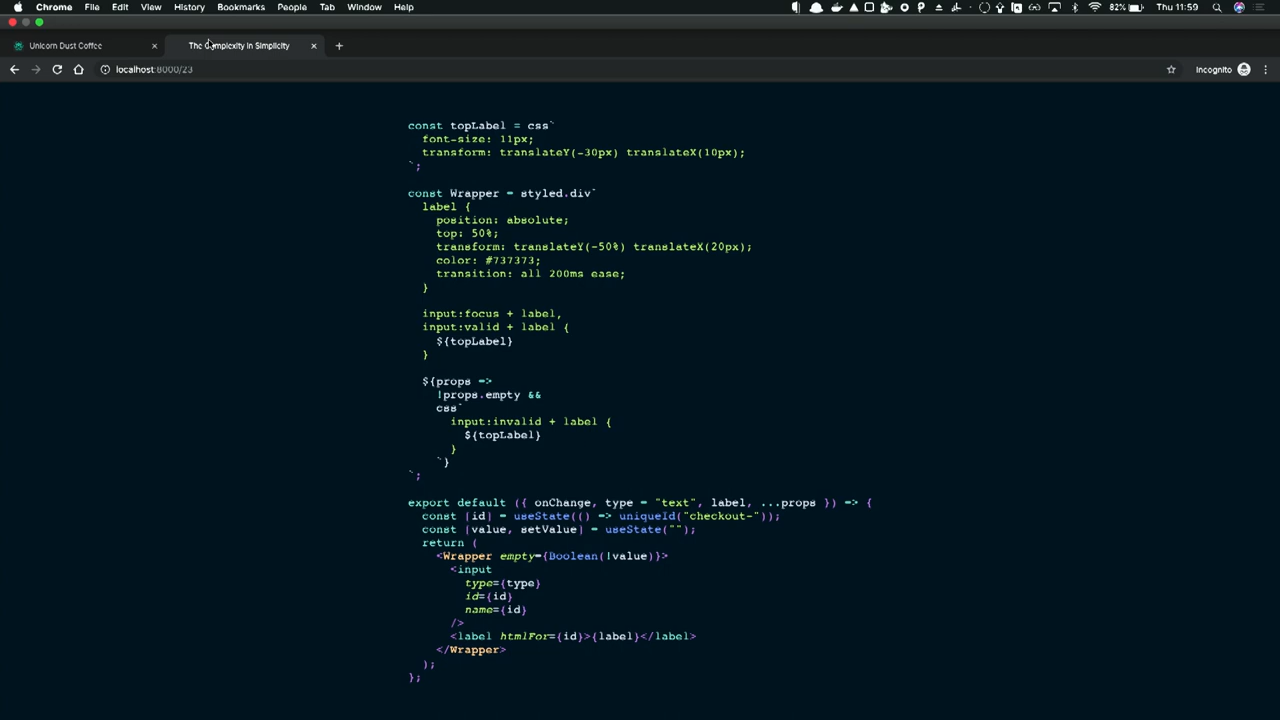 Chrome File Edit View History Bookmarks People Tab Window Help 82% Thu 11:59
Unicorn Dust Coffee The Complexity in Simplicity
localhost:8000/23 Incognito
const topLabel = css`
font-size: 11px;
transform: translateY(-30px) translateX(10px);
`;
const Wrapper = styled.div`
label {
position: absolute;
top: 50%;
transform: translateY(-50%) translateX(20px);
color: #737373;
transition: all 200ms ease;
}
input:focus + label,
input:valid + label {
${topLabel}
}
${props =>
!props.empty &&
css`
input:invalid + label {
${topLabel}
}
`}
`;
export default ({ onChange, type = "text", label, ...props }) => {
const [id] = useState(() => uniqueId("checkout-"));
const [value, setValue] = useState("");
return (
<Wrapper empty={Boolean(!value)}>
<input
type={type}
id={id}
name={id}
/>
<label htmlFor={id}>{label}</label>
</Wrapper>
);
};